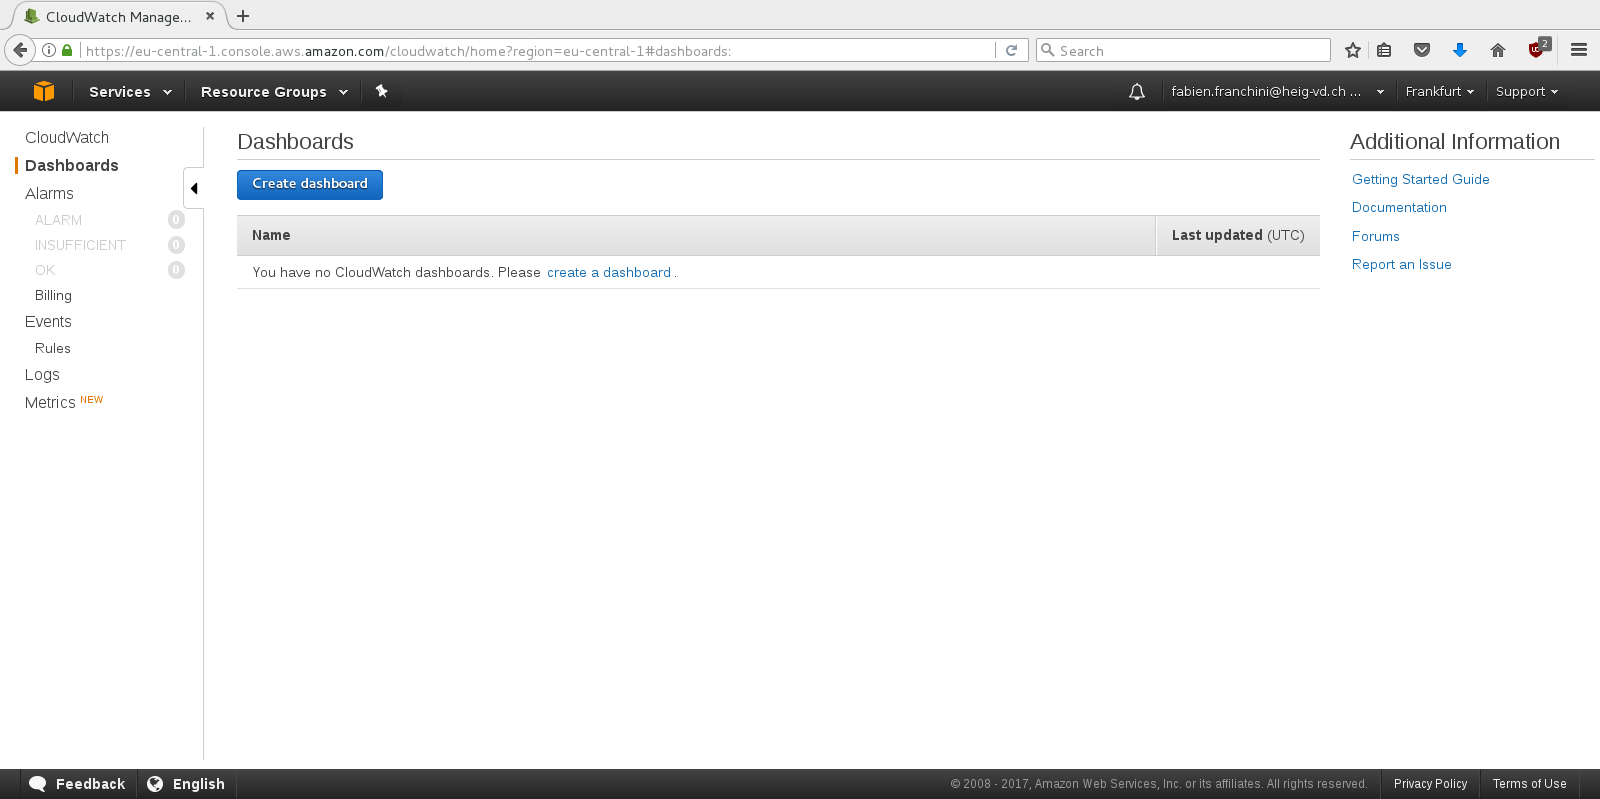 CloudWatch Manage...
https://eu-central-1.console.aws.amazon.com/cloudwatch/home?region=eu-central-1#dashboards:
Search
2
Services
Resource Groups
fabien.franchini@heig-vd.ch ...
Frankfurt
Support
CloudWatch
Dashboards
Alarms
ALARM 0
INSUFFICIENT 0
OK 0
Billing
Events
Rules
Logs
Metrics NEW
Dashboards
Create dashboard
Name Last updated (UTC)
You have no CloudWatch dashboards. Please create a dashboard.
Additional Information
Getting Started Guide
Documentation
Forums
Report an Issue
Feedback
English
© 2008 - 2017, Amazon Web Services, Inc. or its affiliates. All rights reserved.
Privacy Policy
Terms of Use